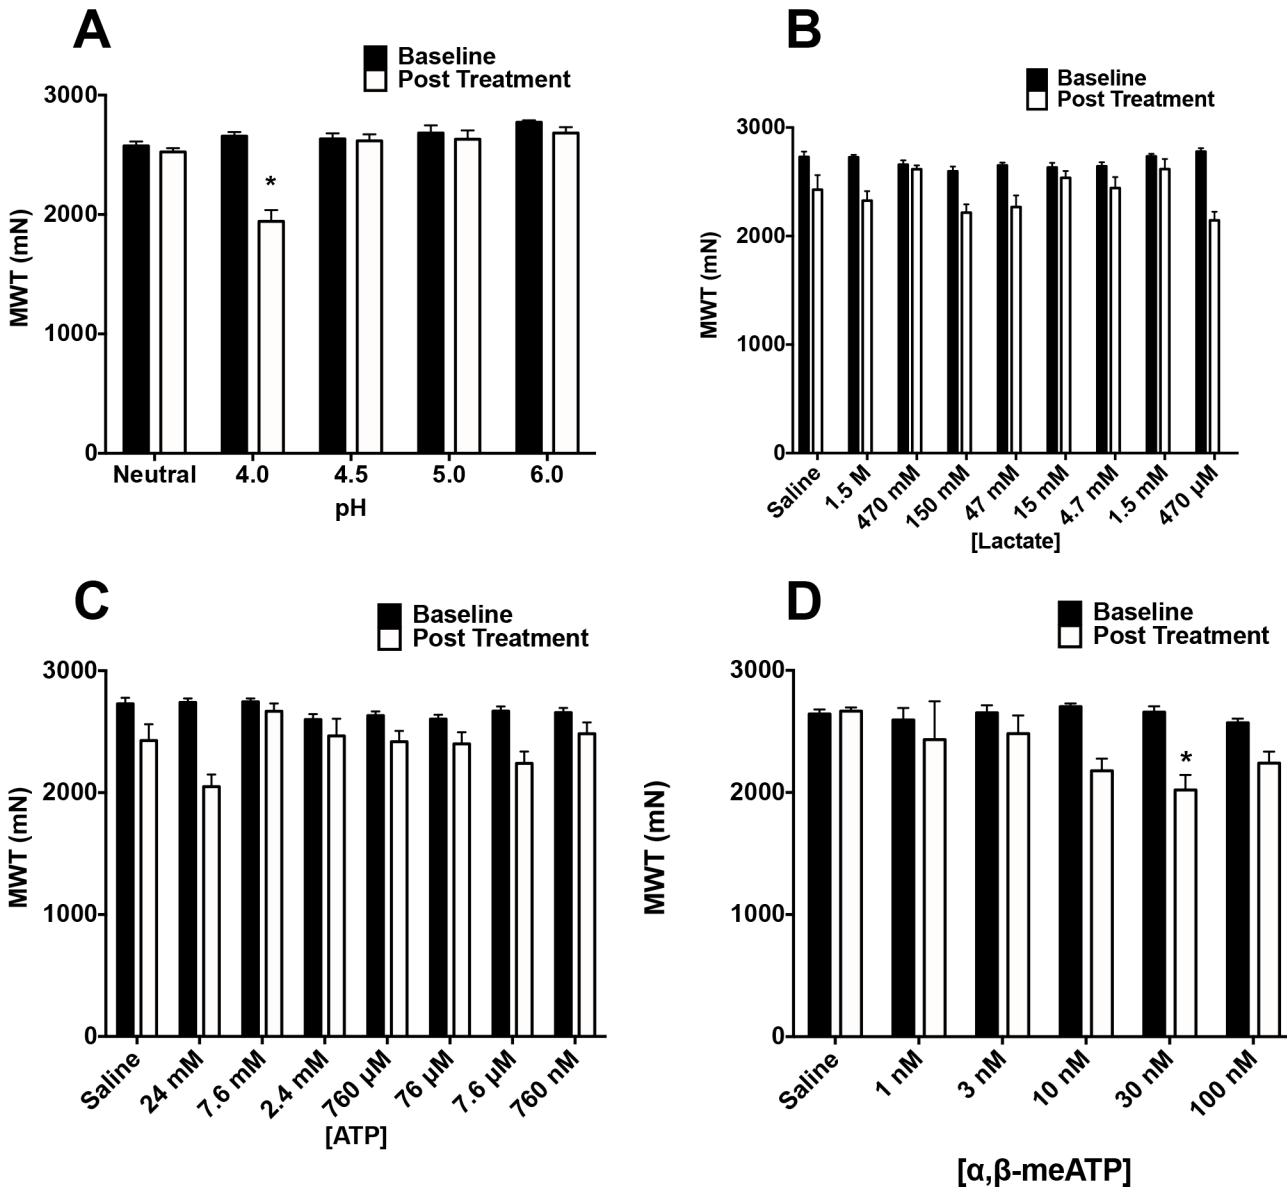 A
Baseline
Post Treatment
3000
2000
1000
0
MWT (mN)
*
Neutral 4.0 4.5 5.0 6.0
pH
B
Baseline
Post Treatment
3000
2000
1000
0
MWT (mN)
Saline 1.5 M 470 mM 150 mM 47 mM 15 mM 4.7 mM 1.5 mM 470 µM
[Lactate]
C
Baseline
Post Treatment
3000
2000
1000
0
MWT (mN)
Saline 24 mM 7.6 mM 2.4 mM 760 µM 76 µM 7.6 µM 760 nM
[ATP]
D
Baseline
Post Treatment
3000
2000
1000
0
MWT (mN)
*
Saline 1 nM 3 nM 10 nM 30 nM 100 nM
[α,β-meATP]